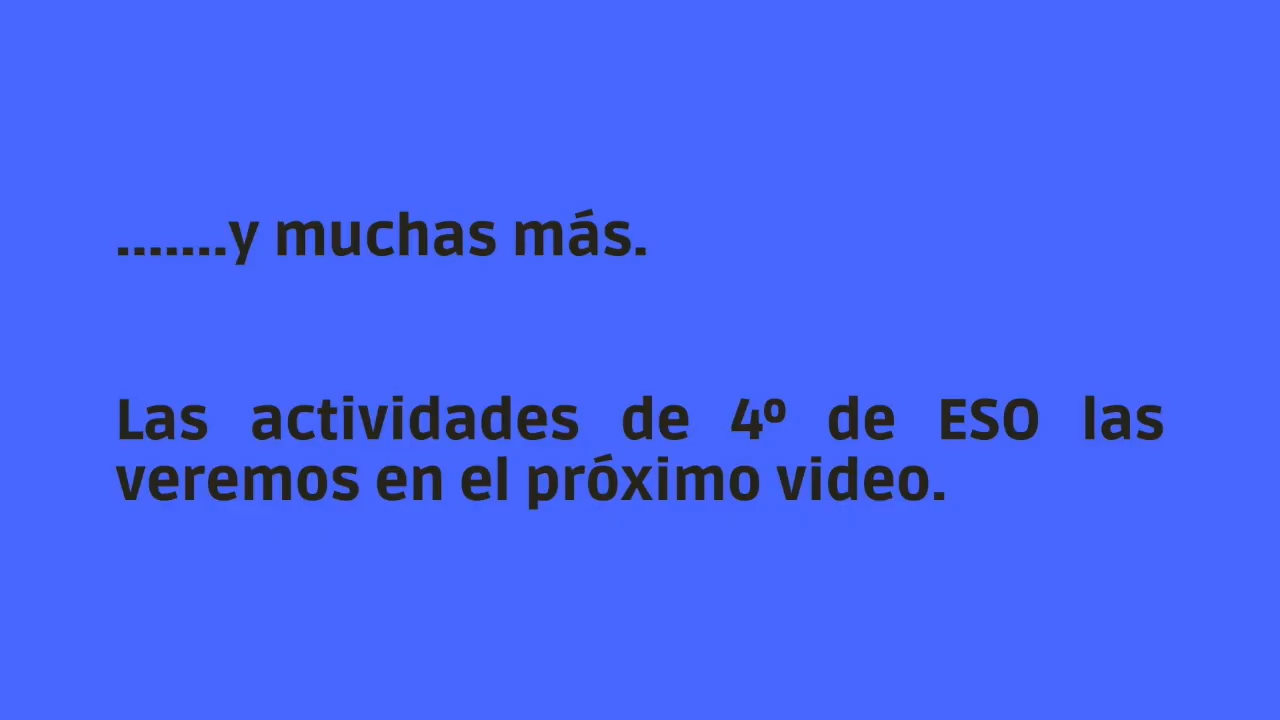 .......y muchas más.
Las actividades de 4º de ESO las
veremos en el próximo video.